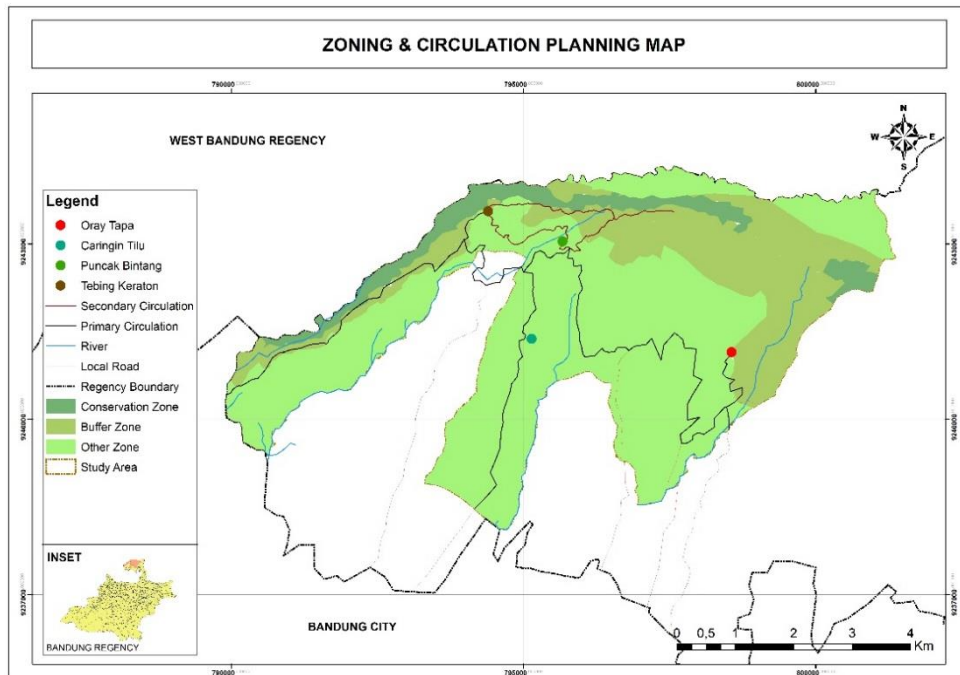 ZONING & CIRCULATION PLANNING MAP
790000
795000
800000
WEST BANDUNG REGENCY
N
W
E
S
Legend
Oray Tapa
Caringin Tilu
Puncak Bintang
Tebing Keraton
Secondary Circulation
Primary Circulation
River
Local Road
Regency Boundary
Conservation Zone
Buffer Zone
Other Zone
Study Area
INSET
BANDUNG REGENCY
BANDUNG CITY
9237000
9237000
0 0,5 1 2 3 4
Km
790000
795000
800000